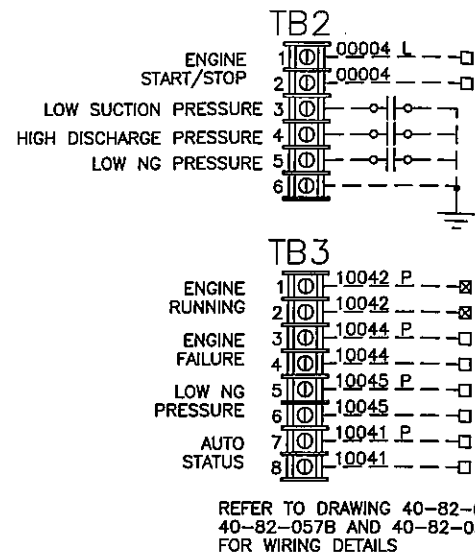 TB2
ENGINE 1 00004 L
START/STOP 2 00004
LOW SUCTION PRESSURE 3
HIGH DISCHARGE PRESSURE 4
LOW NG PRESSURE 5
6
TB3
ENGINE 1 10042 P
RUNNING 2 10042
ENGINE 3 10044 P
FAILURE 4 10044
LOW NG 5 10045 P
PRESSURE 6 10045
AUTO 7 10041 P
STATUS 8 10041
REFER TO DRAWING 40-82-
40-82-057B AND 40-82-0
FOR WIRING DETAILS